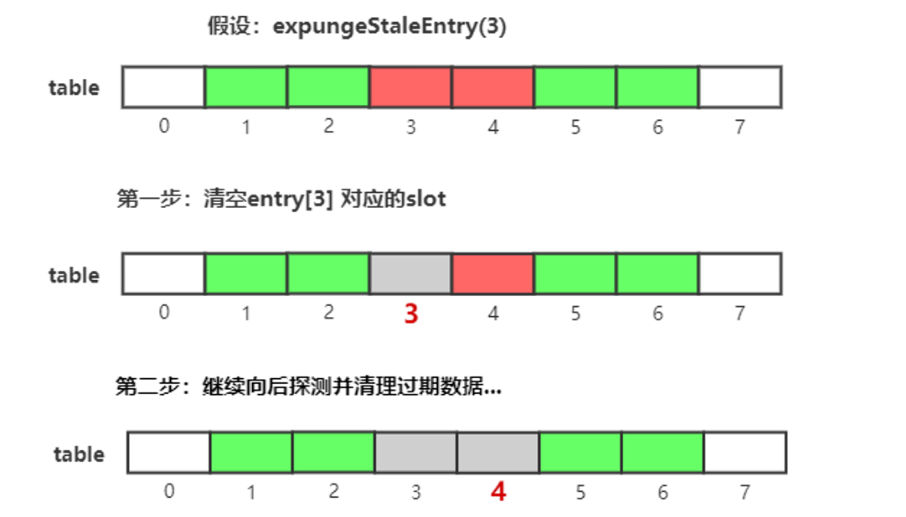 假设：expungeStaleEntry(3)
table
0 1 2 3 4 5 6 7
第一步：清空entry[3] 对应的slot
table
0 1 2 3 4 5 6 7
第二步：继续向后探测并清理过期数据...
table
0 1 2 3 4 5 6 7